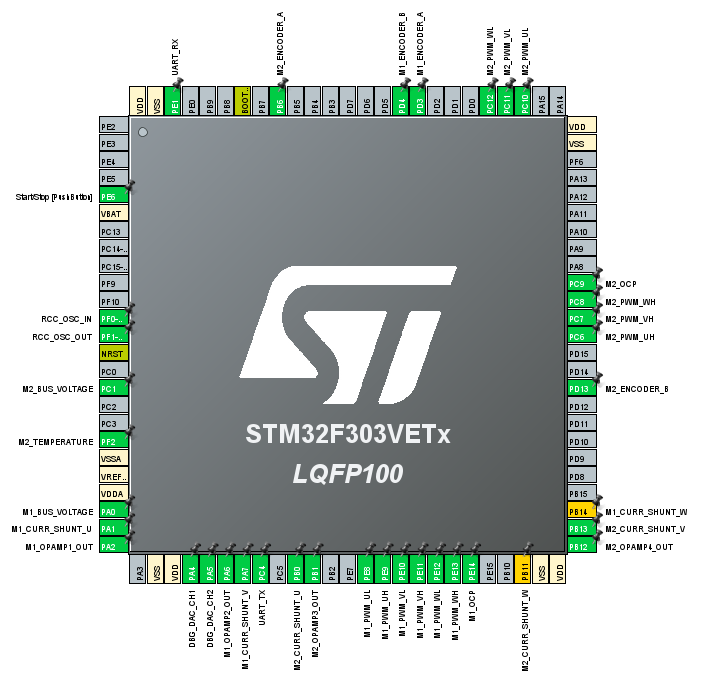 UART_RX
M2_ENCODER_A
M1_ENCODER_B
M1_ENCODER_A
M2_PWM_WL
M2_PWM_VL
M2_PWM_UL
VDD
VSS
PE1
PE0
PB9
PB8
BOOT..
PB7
PB6
PB5
PB4
PB3
PD7
PD6
PD5
PD4
PD3
PD2
PD1
PD0
PC12
PC11
PC10
PA15
PA14
PE2
PE3
PE4
PE5
Start/Stop [PushButton] PE6
VBAT
PC13
PC14-..
PC15-..
PF9
PF10
RCC_OSC_IN PF0-..
RCC_OSC_OUT PF1-..
NRST
PC0
M2_BUS_VOLTAGE PC1
PC2
PC3
M2_TEMPERATURE PF2
VSSA
VREF..
VDDA
M1_BUS_VOLTAGE PA0
M1_CURR_SHUNT_U PA1
M1_OPAMP1_OUT PA2
STM32F303VETx
LQFP100
VDD
VSS
PF6
PA13
PA12
PA11
PA10
PA9
PA8
PC9 M2_OCP
PC8 M2_PWM_WH
PC7 M2_PWM_VH
PC6 M2_PWM_UH
PD15
PD14
PD13 M2_ENCODER_B
PD12
PD11
PD10
PD9
PD8
PB15
PB14 M1_CURR_SHUNT_W
PB13 M2_CURR_SHUNT_V
PB12 M2_OPAMP4_OUT
PA3
VSS
VDD
PA4
PA5
PA6
PA7
PC4
PC5
PB0
PB1
PB2
PE7
PE8
PE9
PE10
PE11
PE12
PE13
PE14
PE15
PB10
PB11
VSS
VDD
DBG_DAC_CH1
DBG_DAC_CH2
M1_OPAMP2_OUT
M1_CURR_SHUNT_V
UART_TX
M2_CURR_SHUNT_U
M2_OPAMP3_OUT
M1_PWM_UL
M1_PWM_UH
M1_PWM_VL
M1_PWM_VH
M1_PWM_WL
M1_PWM_WH
M1_OCP
M2_CURR_SHUNT_W